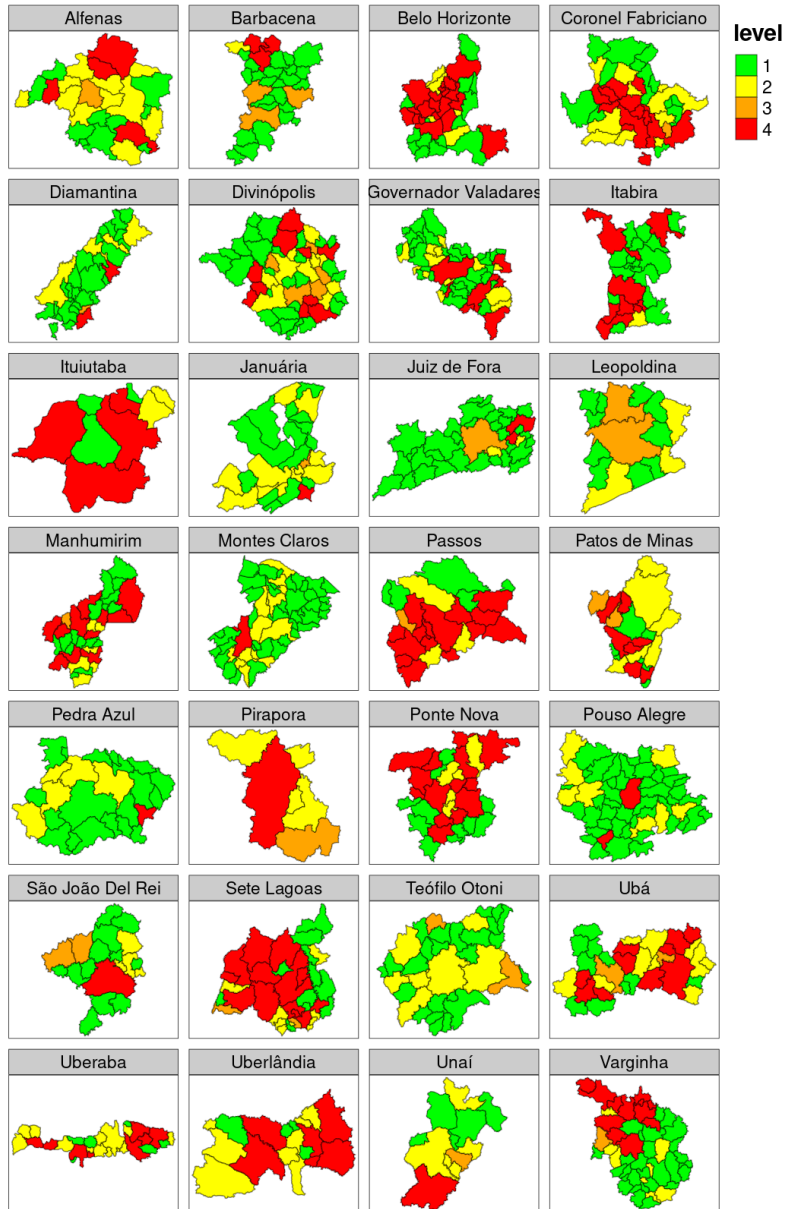 Alfenas
Barbacena
Belo Horizonte
Coronel Fabriciano
level
1
2
3
4
Diamantina
Divinópolis
Governador Valadares
Itabira
Ituiutaba
Januária
Juiz de Fora
Leopoldina
Manhumirim
Montes Claros
Passos
Patos de Minas
Pedra Azul
Pirapora
Ponte Nova
Pouso Alegre
São João Del Rei
Sete Lagoas
Teófilo Otoni
Ubá
Uberaba
Uberlândia
Unaí
Varginha